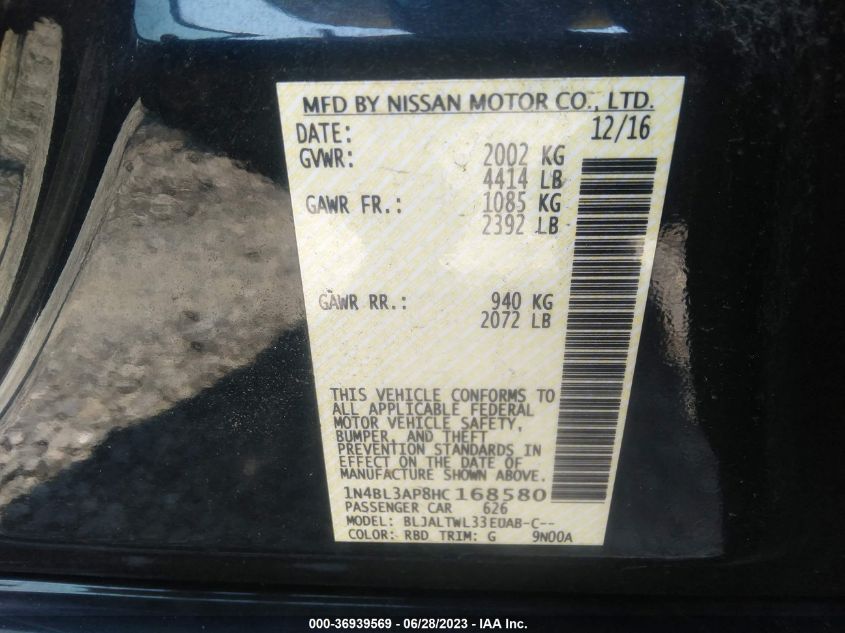 MFD BY NISSAN MOTOR CO., LTD.
DATE: 12/16
GVWR: 2002 KG
4414 LB
GAWR FR.: 1085 KG
2392 LB
GAWR RR.: 940 KG
2072 LB
THIS VEHICLE CONFORMS TO
ALL APPLICABLE FEDERAL
MOTOR VEHICLE SAFETY,
BUMPER, AND THEFT
PREVENTION STANDARDS IN
EFFECT ON THE DATE OF
MANUFACTURE SHOWN ABOVE.
1N4BL3AP8HC168580
PASSENGER CAR 626
MODEL: BLJALTWL33EUAB-C--
COLOR: RBD TRIM: G 9N00A
000-36939569 / 06/28/2023 / IAA Inc.